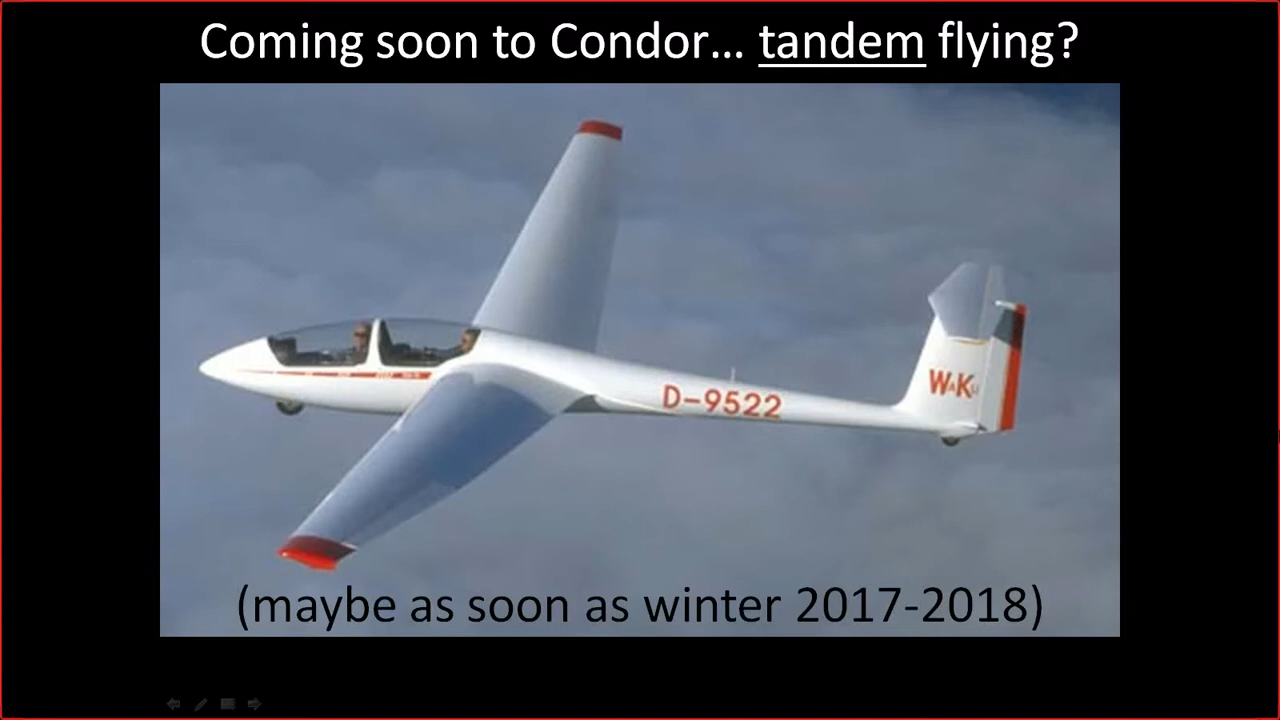 Coming soon to Condor... tandem flying?
D-9522
WAKU
(maybe as soon as winter 2017-2018)